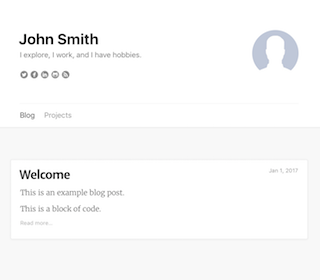 John Smith
I explore, I work, and I have hobbies.
Blog Projects
Welcome
Jan 1, 2017
This is an example blog post.
This is a block of code.
Read more...